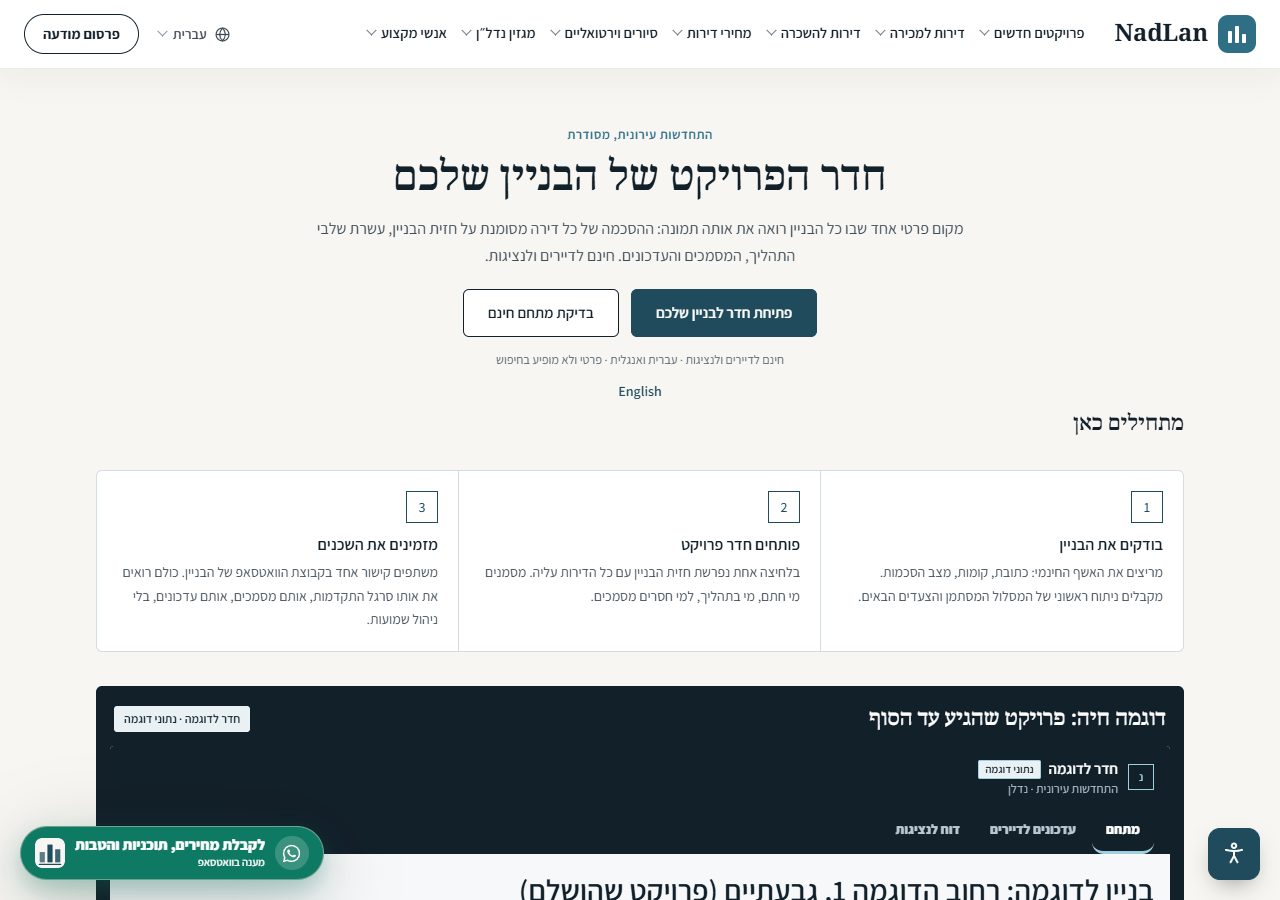 NadLan
פרויקטים חדשים
דירות למכירה
דירות להשכרה
מחירי דירות
סיורים וירטואליים
מגזין נדל״ן
אנשי מקצוע
עברית
פרסום מודעה
התחדשות עירונית, מסודרת
חדר הפרויקט של הבניין שלכם
מקום פרטי אחד שבו כל הבניין רואה את אותה תמונה: ההסכמה של כל דירה מסומנת על חזית הבניין, עשרת שלבי
התהליך, המסמכים והעדכונים. חינם לדיירים ולנציגות.
פתיחת חדר לבניין שלכם
בדיקת מתחם חינם
חינם לדיירים ולנציגות · עברית ואנגלית · פרטי ולא מופיע בחיפוש
English
מתחילים כאן
1
בודקים את הבניין
מריצים את האשף החינמי: כתובת, קומות, מצב הסכמות.
מקבלים ניתוח ראשוני של המסלול המסתמן והצעדים הבאים.
2
פותחים חדר פרויקט
בלחיצה אחת נפרשת חזית הבניין עם כל הדירות עליה. מסמנים
מי חתם, מי בתהליך, למי חסרים מסמכים.
3
מזמינים את השכנים
משתפים קישור אחד בקבוצת הוואטסאפ של הבניין. כולם רואים
את אותו סרגל התקדמות, אותם מסמכים, אותם עדכונים, בלי
ניהול שמועות.
דוגמה חיה: פרויקט שהגיע עד הסוף
חדר לדוגמה · נתוני דוגמה
נ
חדר לדוגמה
נתוני דוגמה
התחדשות עירונית · נדלן
מתחם
עדכונים לדיירים
דוח לנציגות
בניין לדוגמה: רחוב הדוגמה 1, גבעתיים (פרויקט שהושלם)
לקבלת מחירים, תוכניות והטבות
מענה בוואטסאפ